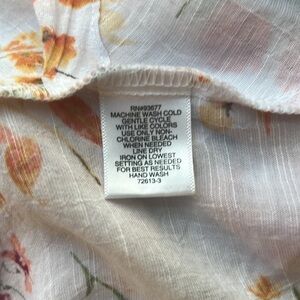 RN#93677
MACHINE WASH COLD
GENTLE CYCLE
WITH LIKE COLORS
USE ONLY NON-
CHLORINE BLEACH
WHEN NEEDED
LINE DRY
IRON ON LOWEST
SETTING AS NEEDED
FOR BEST RESULTS
HAND WASH
72613-3